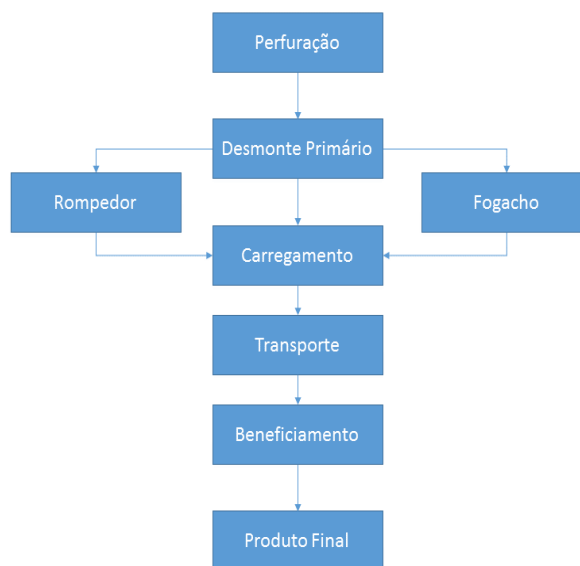 Perfuração
Desmonte Primário
Rompedor
Fogacho
Carregamento
Transporte
Beneficiamento
Produto Final